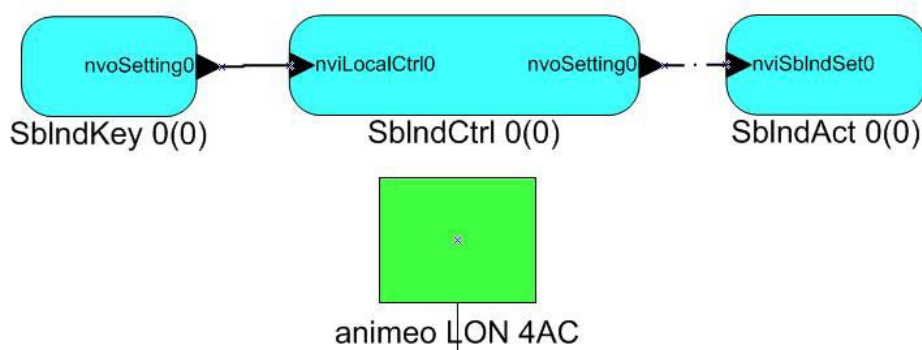 nvoSetting0
nviLocalCtrl0
nvoSetting0
nviSblndSet0
SblndKey 0(0)
SblndCtrl 0(0)
SblndAct 0(0)
animeo LON 4AC